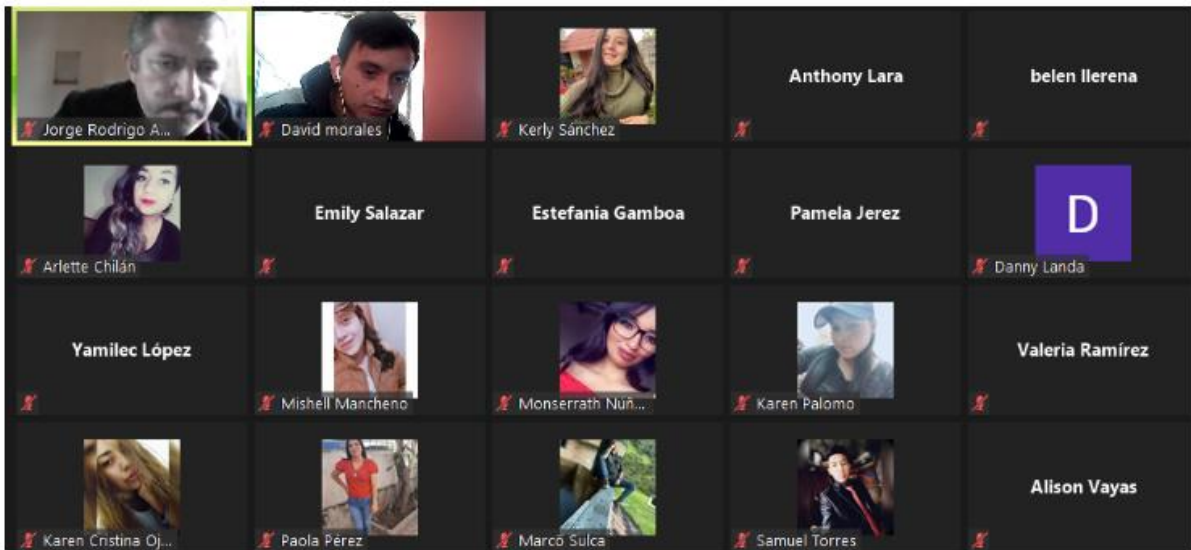 Jorge Rodrigo A...
David morales
Kerly Sánchez
Anthony Lara
belen llerena
Arlette Chilán
Emily Salazar
Estefania Gamboa
Pamela Jerez
D
Danny Landa
Yamilec López
Mishell Mancheno
Monserrath Núñ...
Karen Palomo
Valeria Ramírez
Karen Cristina Oj...
Paola Pérez
Marcó Sulca
Samuel Torres
Alison Vayas